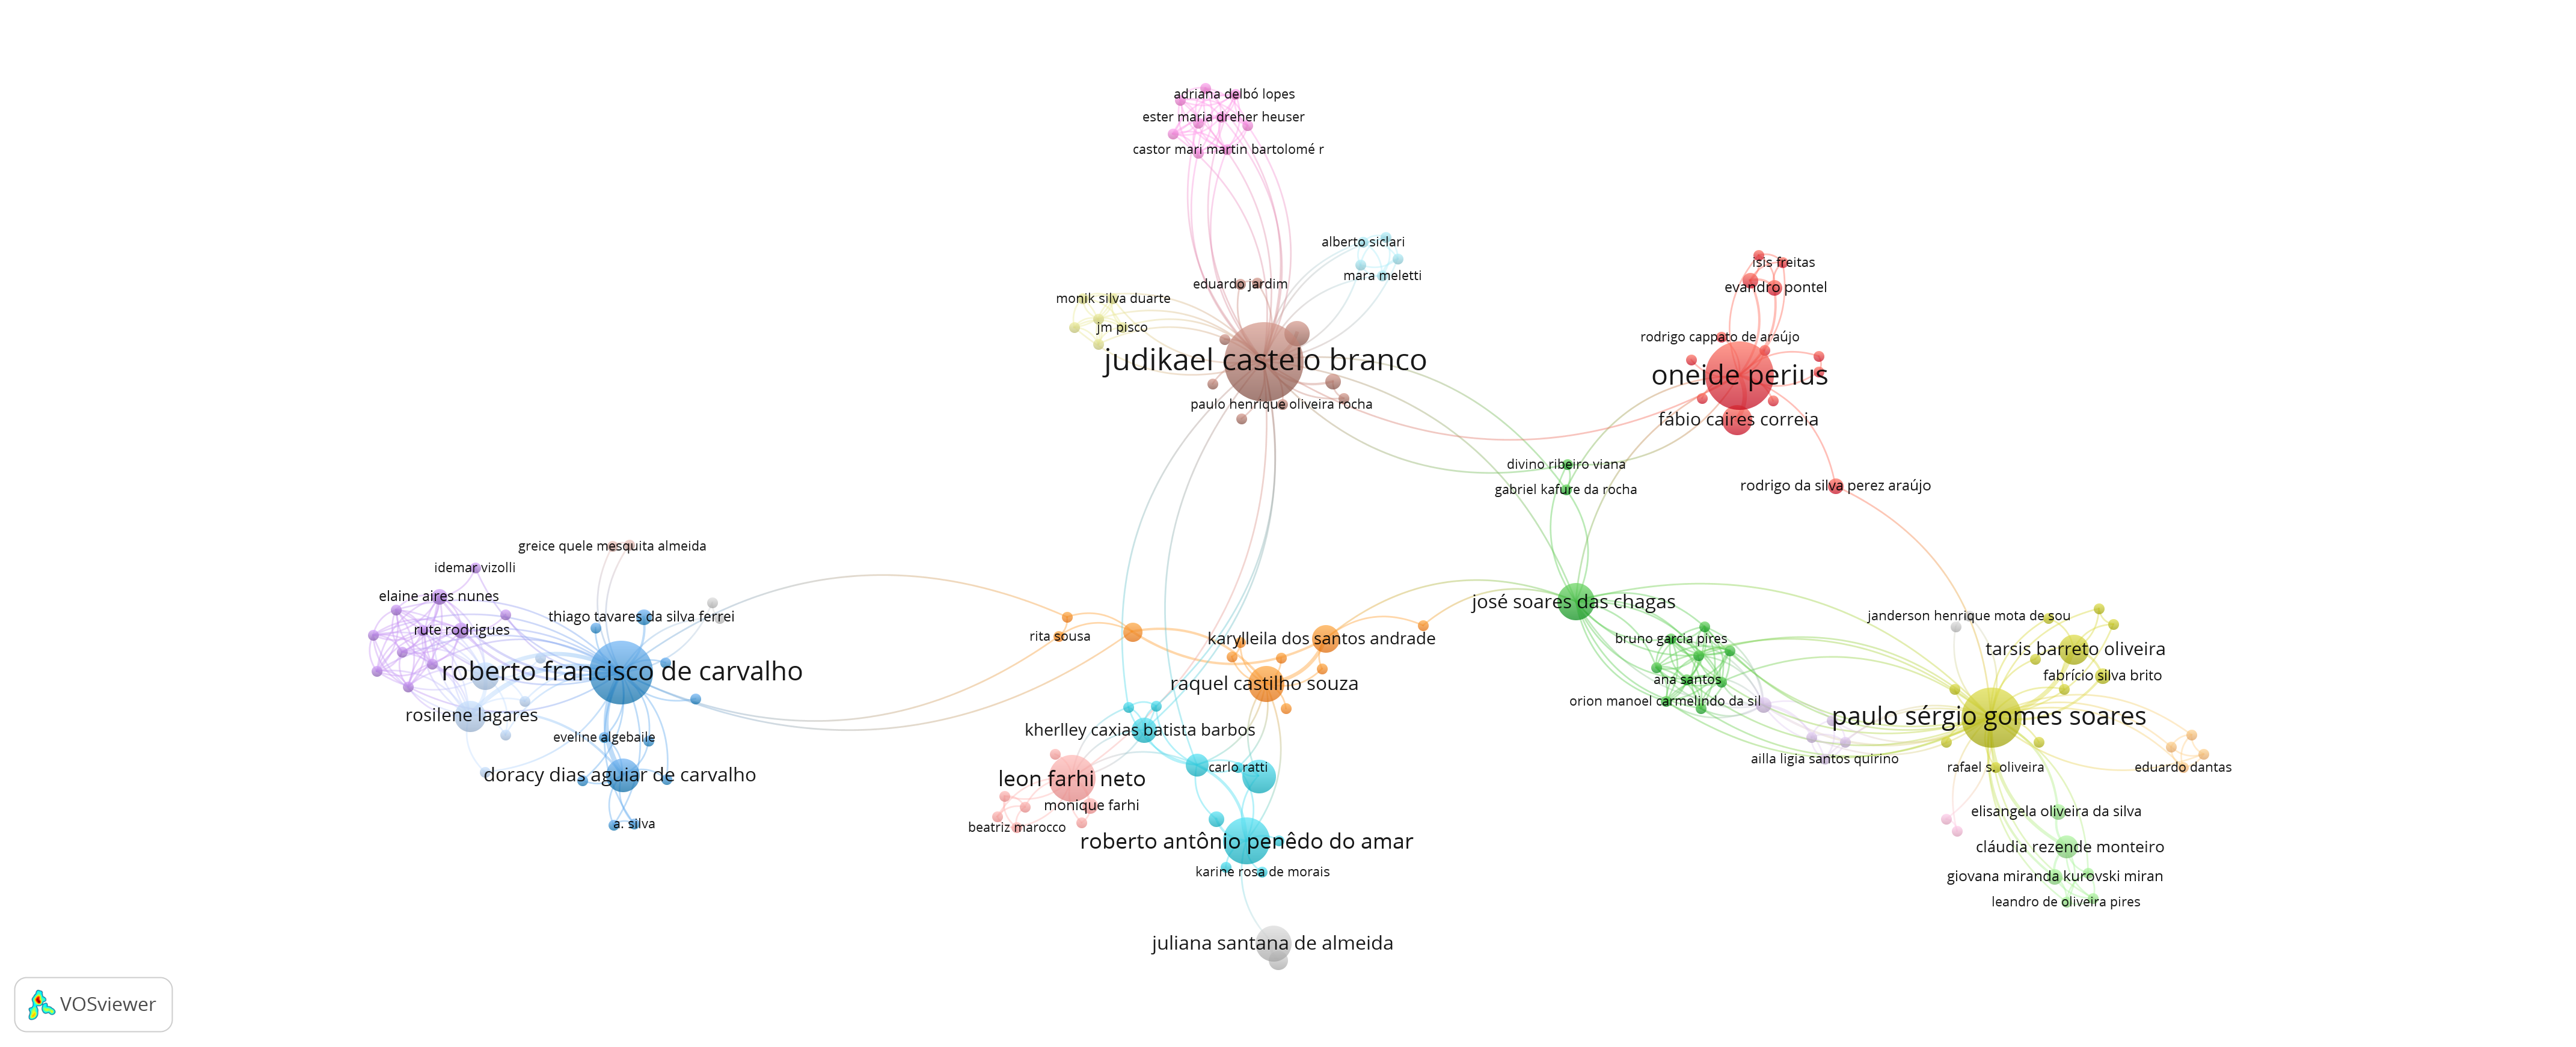 adriana delbó lopes
ester maria dreher heuser
castor mari martin bartolomé r
alberto siclari
mara meletti
eduardo jardim
monik silva duarte
jm pisco
judikael castelo branco
paulo henrique oliveira rocha
isis freitas
evandro pontel
rodrigo cappato de araújo
oneide perius
fábio caires correia
divino ribeiro viana
gabriel kafure da rocha
rodrigo da silva perez araújo
greice quele mesquita almeida
idemar vizolli
elaine aires nunes
thiago tavares da silva ferrei
rute rodrigues
roberto francisco de carvalho
rosilene lagares
eveline algebaile
doracy dias aguiar de carvalho
a. silva
rita sousa
karylleila dos santos andrade
raquel castilho souza
kherlley caxias batista barbos
carlo ratti
leon farhi neto
monique farhi
beatriz marocco
roberto antônio penêdo do amar
karine rosa de morais
juliana santana de almeida
josé soares das chagas
bruno garcia pires
ana santos
orion manoel carmelindo da sil
ailla ligia santos quirino
janderson henrique mota de sou
tarsis barreto oliveira
fabrício silva brito
paulo sérgio gomes soares
rafael s. oliveira
eduardo dantas
elisangela oliveira da silva
cláudia rezende monteiro
giovana miranda kurovski miran
leandro de oliveira pires
VOSviewer